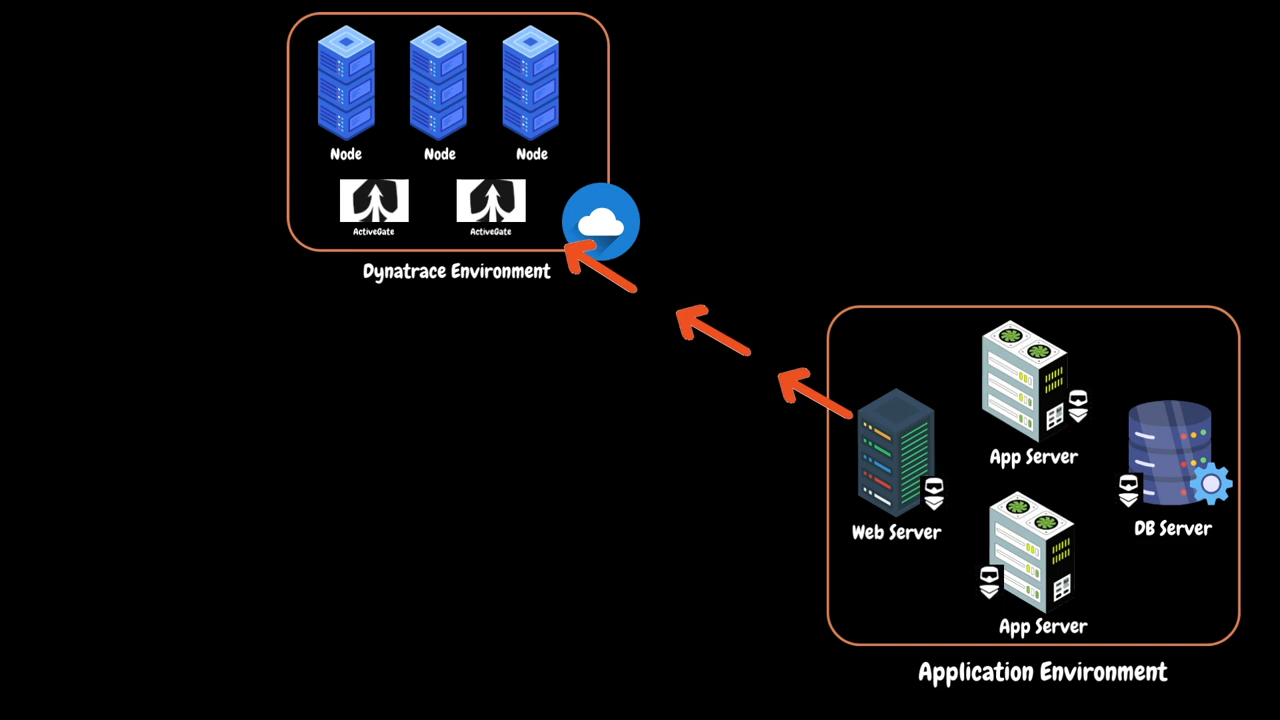 Node
Node
Node
ActiveGate
ActiveGate
Dynatrace Environment
App Server
Web Server
DB Server
App Server
Application Environment